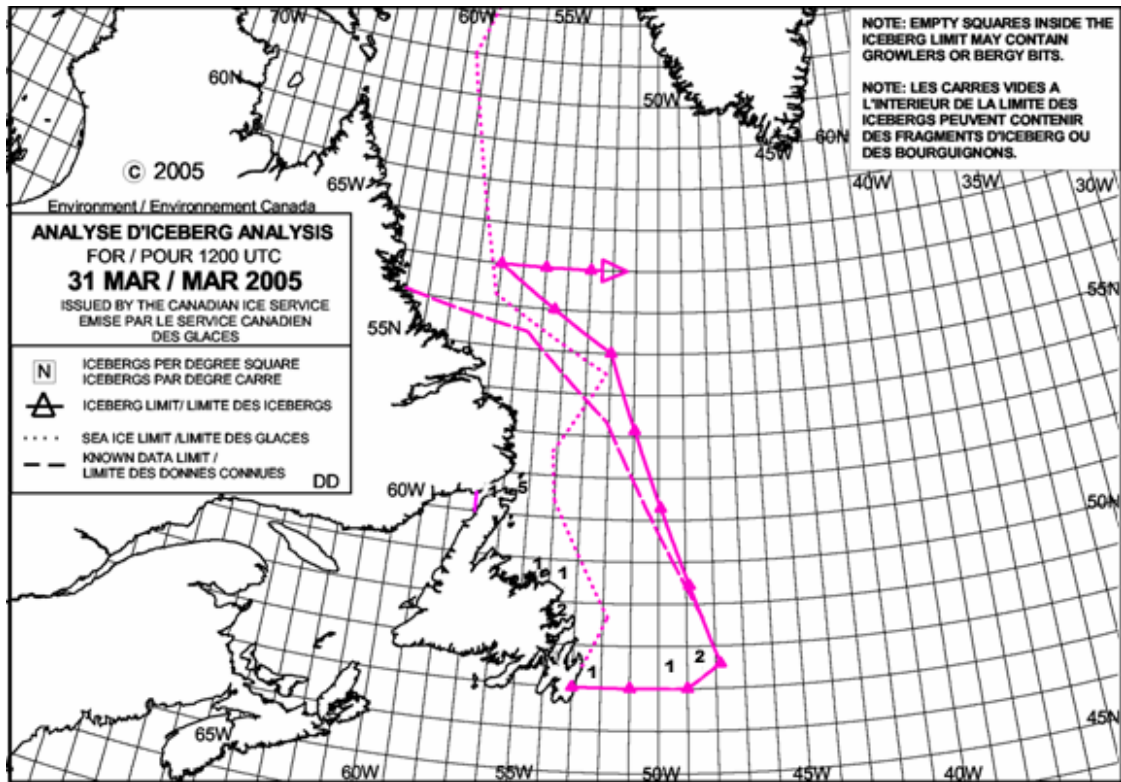 70W
60W
55W
NOTE: EMPTY SQUARES INSIDE THE
ICEBERG LIMIT MAY CONTAIN
GROWLERS OR BERGY BITS.
NOTE: LES CARRES VIDES A
L'INTERIEUR DE LA LIMITE DES
ICEBERGS PEUVENT CONTENIR
DES FRAGMENTS D'ICEBERG OU
DES BOURGUIGNONS.
60N
50W
60N
45W
40W
35W
30W
© 2005
65W
Environment / Environnement Canada
ANALYSE D'ICEBERG ANALYSIS
FOR / POUR 1200 UTC
31 MAR / MAR 2005
ISSUED BY THE CANADIAN ICE SERVICE
EMISE PAR LE SERVICE CANADIEN
DES GLACES
N ICEBERGS PER DEGREE SQUARE
ICEBERGS PAR DEGRE CARRE
ICEBERG LIMIT/ LIMITE DES ICEBERGS
SEA ICE LIMIT /LIMITE DES GLACES
KNOWN DATA LIMIT /
LIMITE DES DONNES CONNUES
DD
55N
55N
60W
1 5
50N
1
1
2
1
1
2
45N
65W
60W
55W
50W
45W
40W